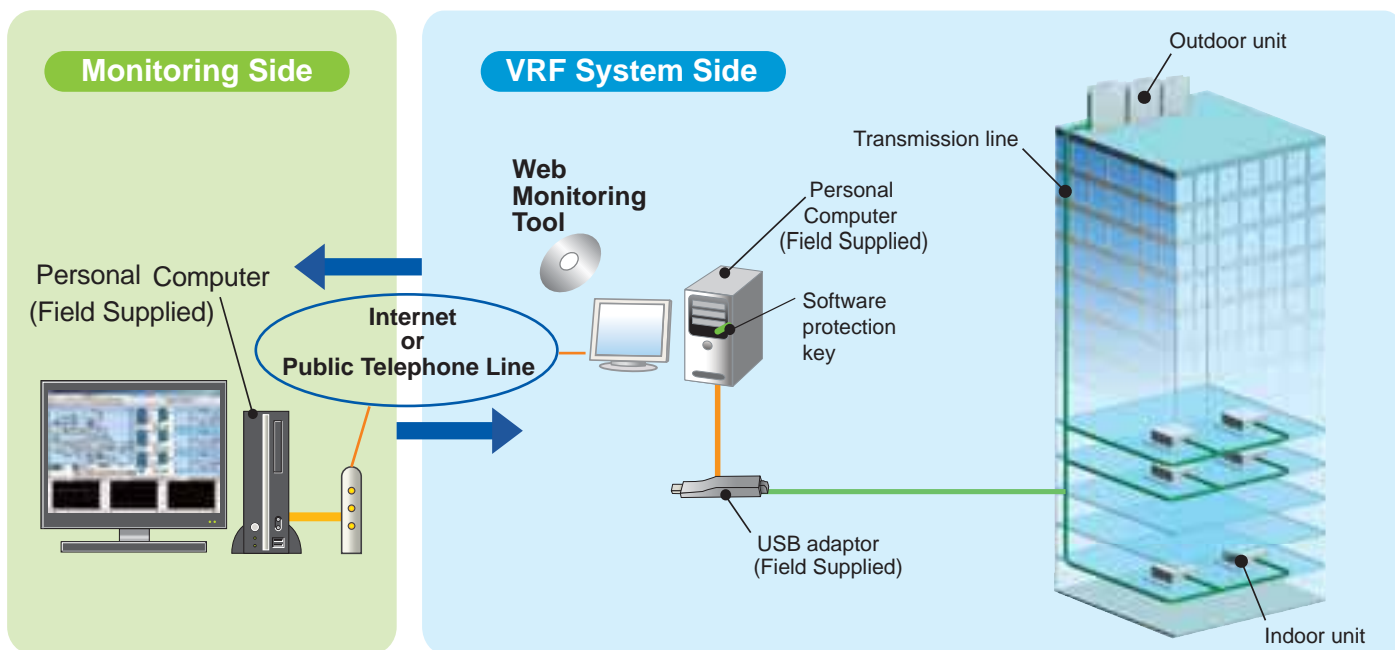 Monitoring Side
Personal Computer
(Field Supplied)
Internet
or
Public Telephone Line
VRF System Side
Web
Monitoring
Tool
Personal
Computer
(Field Supplied)
Software
protection
key
USB adaptor
(Field Supplied)
Transmission line
Outdoor unit
Indoor unit